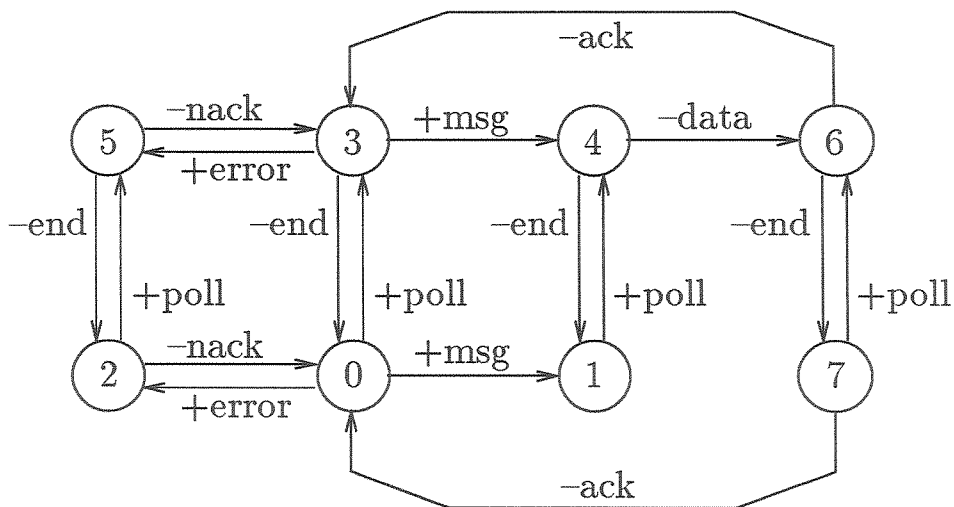 –ack
–nack +msg –data
5 3 4 6
+error
–end –end –end –end
+poll +poll +poll +poll
–nack +msg
2 0 1 7
+error
–ack